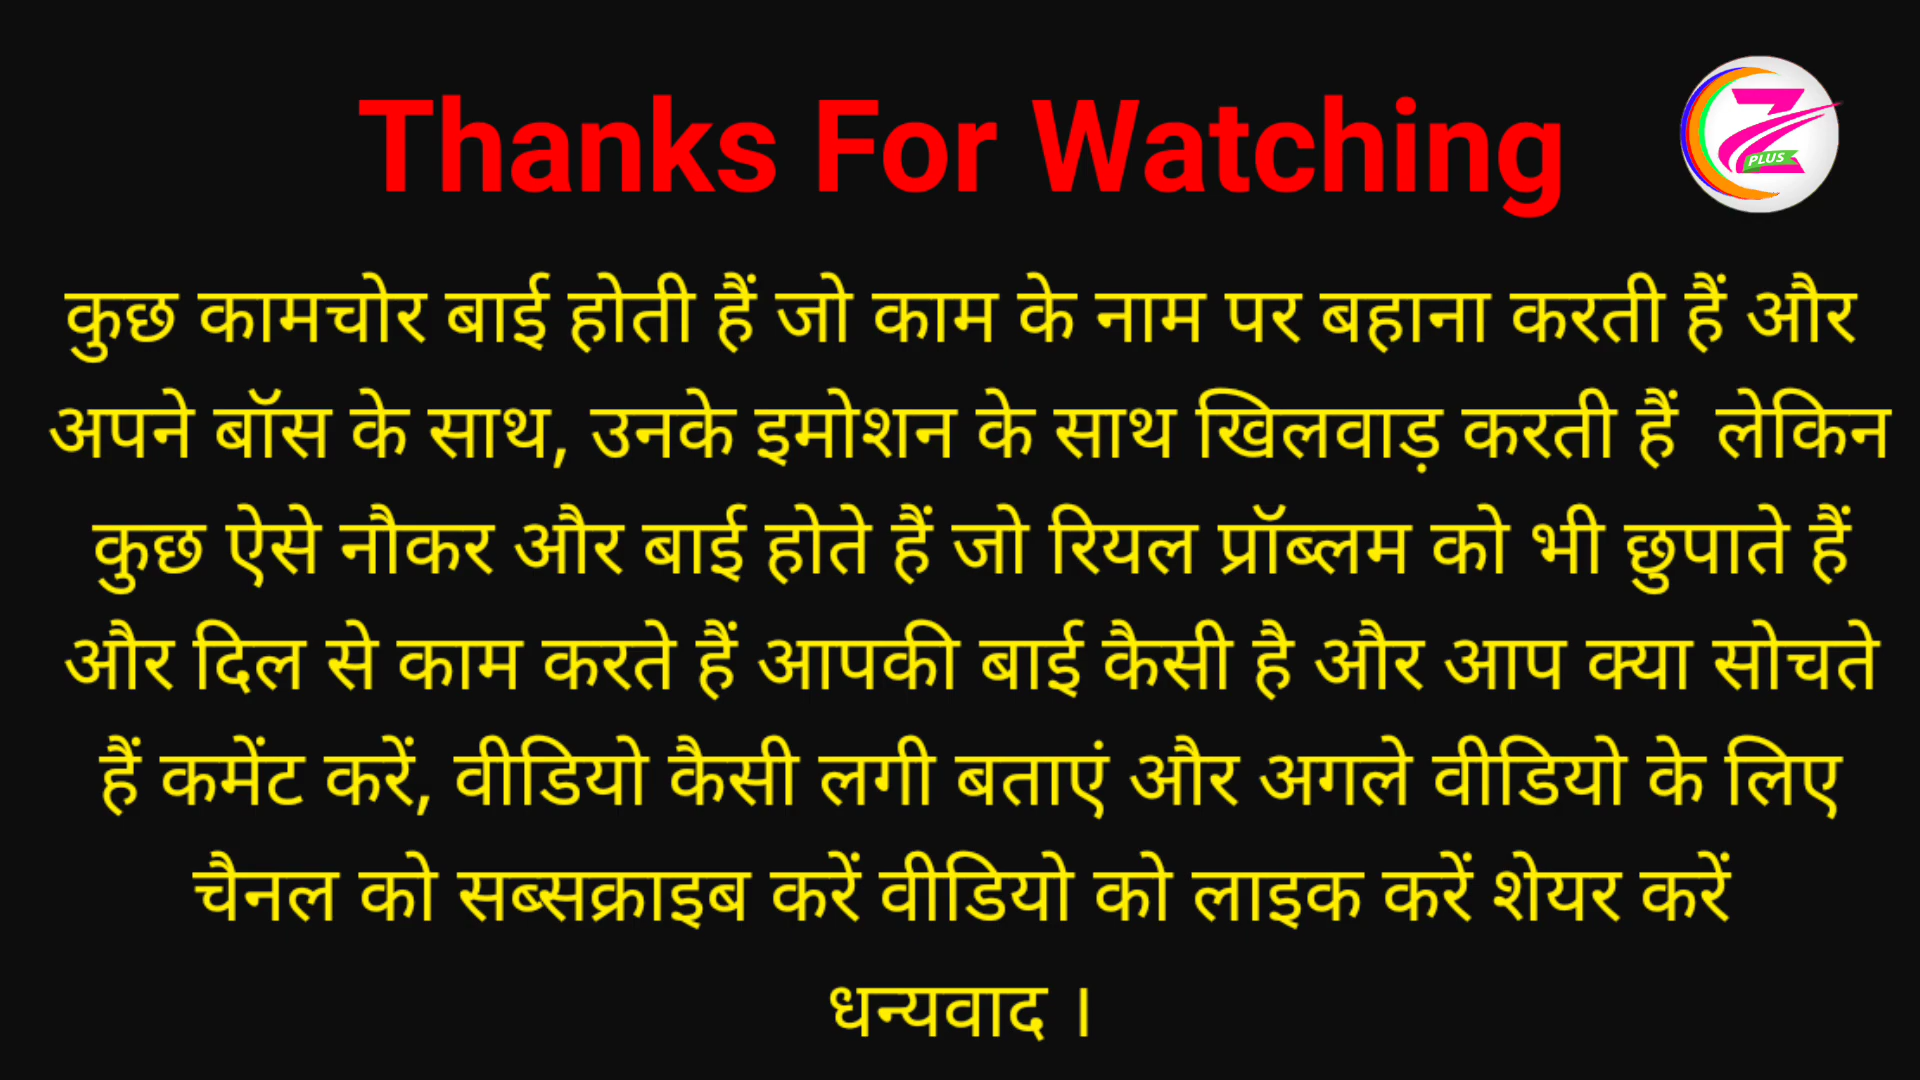 Thanks For Watching
Z
PLUS
कुछ कामचोर बाई होती हैं जो काम के नाम पर बहाना करती हैं और
अपने बॉस के साथ, उनके इमोशन के साथ खिलवाड़ करती हैं  लेकिन
कुछ ऐसे नौकर और बाई होते हैं जो रियल प्रॉब्लम को भी छुपाते हैं
और दिल से काम करते हैं आपकी बाई कैसी है और आप क्या सोचते
हैं कमेंट करें, वीडियो कैसी लगी बताएं और अगले वीडियो के लिए
चैनल को सब्सक्राइब करें वीडियो को लाइक करें शेयर करें
धन्यवाद ।